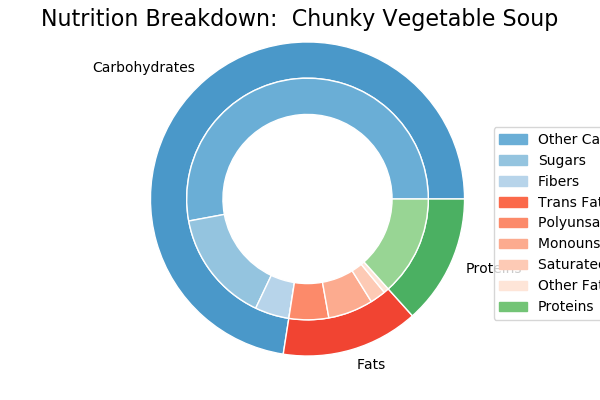 Nutrition Breakdown:  Chunky Vegetable Soup
Carbohydrates
Other Ca
Sugars
Fibers
Trans Fat
Polyunsa
Monouns
Saturated
Other Fat
Proteins
Proteins
Fats